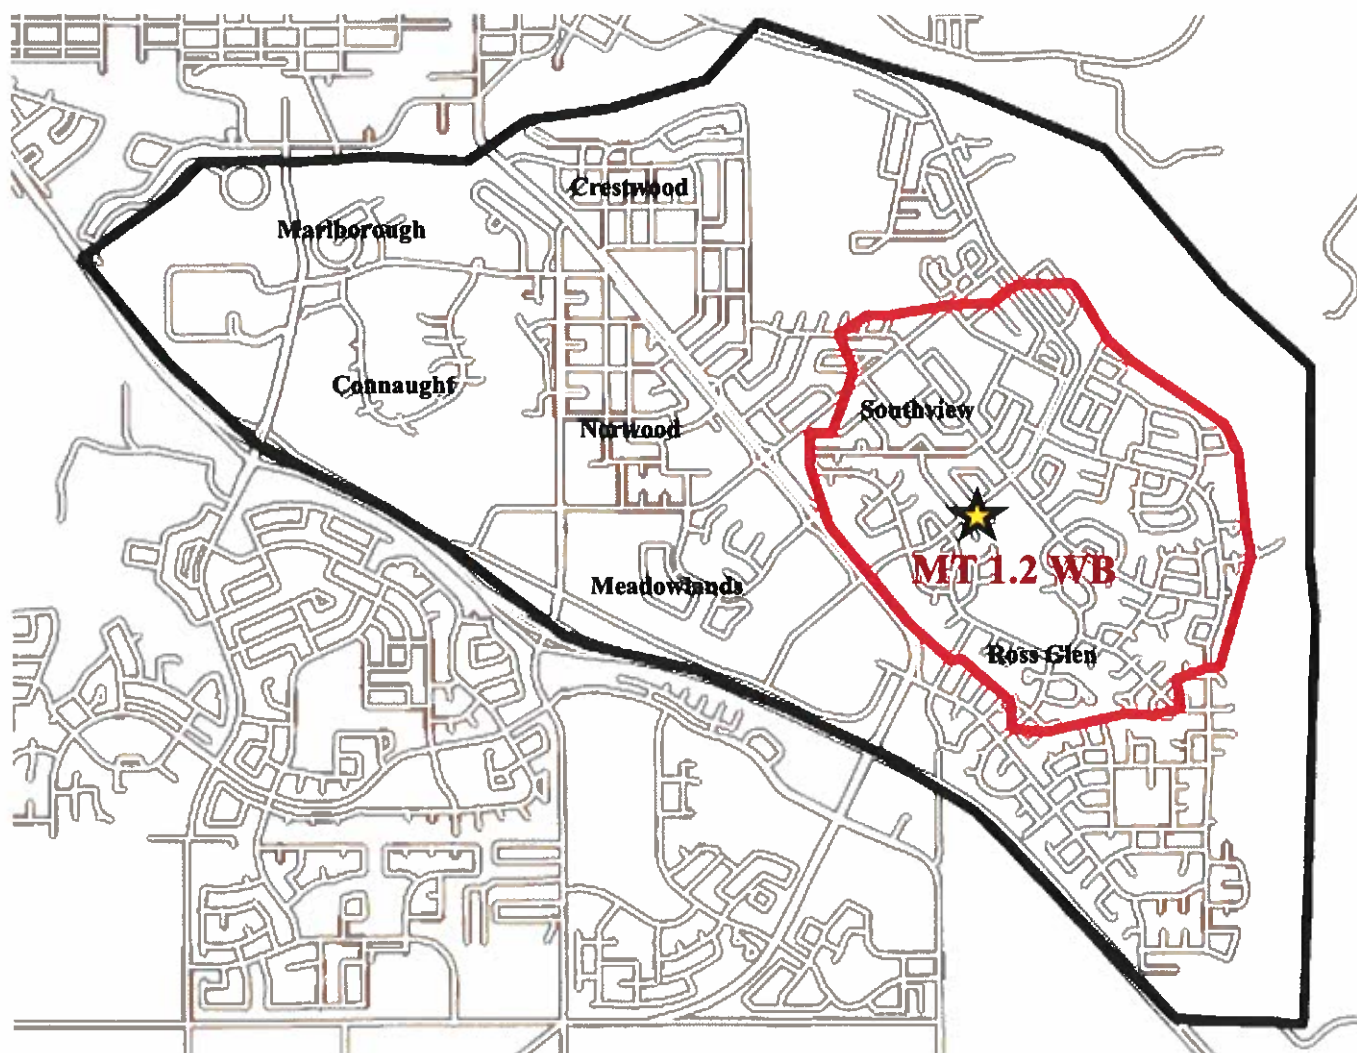 Crestwood
Marlborough
Connaught
Southview
Norwood
MT 1.2 WB
Meadowlands
Ross Glen